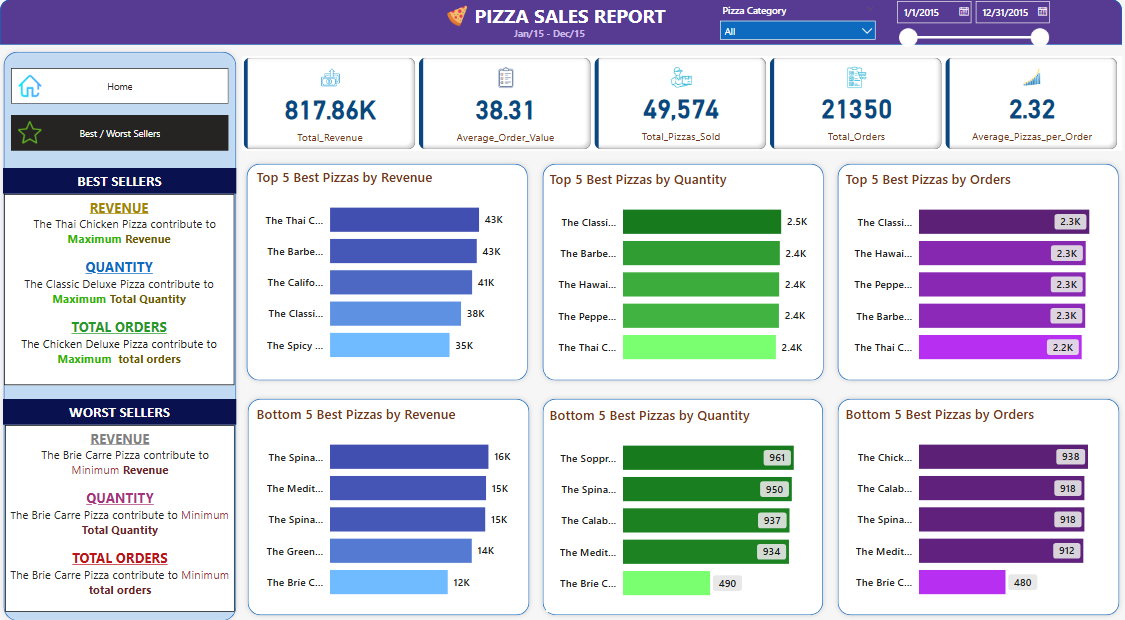 PIZZA SALES REPORT
Jan/15 - Dec/15
Pizza Category
All
1/1/2015
12/31/2015
Home
Best / Worst Sellers
817.86K
Total_Revenue
38.31
Average_Order_Value
49,574
Total_Pizzas_Sold
21350
Total_Orders
2.32
Average_Pizzas_per_Order
BEST SELLERS
REVENUE
The Thai Chicken Pizza contribute to
Maximum Revenue
QUANTITY
The Classic Deluxe Pizza contribute to
Maximum Total Quantity
TOTAL ORDERS
The Chicken Deluxe Pizza contribute to
Maximum total orders
WORST SELLERS
REVENUE
The Brie Carre Pizza contribute to
Minimum Revenue
QUANTITY
The Brie Carre Pizza contribute to Minimum
Total Quantity
TOTAL ORDERS
The Brie Carre Pizza contribute to Minimum
total orders
Top 5 Best Pizzas by Revenue
The Thai C... 43K
The Barbe... 43K
The Califo... 41K
The Classi... 38K
The Spicy ... 35K
Top 5 Best Pizzas by Quantity
The Classi... 2.5K
The Barbe... 2.4K
The Hawai... 2.4K
The Peppe... 2.4K
The Thai C... 2.4K
Top 5 Best Pizzas by Orders
The Classi... 2.3K
The Hawai... 2.3K
The Peppe... 2.3K
The Barbe... 2.3K
The Thai C... 2.2K
Bottom 5 Best Pizzas by Revenue
The Spina... 16K
The Medit... 15K
The Spina... 15K
The Green... 14K
The Brie C... 12K
Bottom 5 Best Pizzas by Quantity
The Soppr... 961
The Spina... 950
The Calab... 937
The Medit... 934
The Brie C... 490
Bottom 5 Best Pizzas by Orders
The Chick... 938
The Calab... 918
The Spina... 918
The Medit... 912
The Brie C... 480